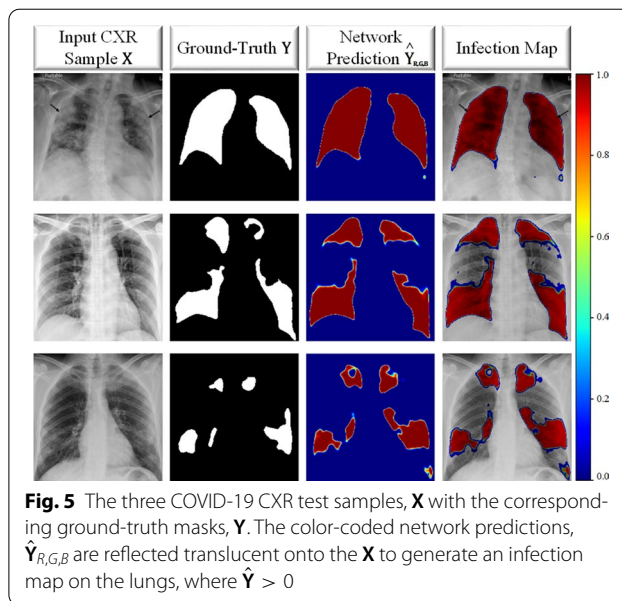 Input CXR
Sample X
Ground-Truth Y
Network
Prediction Ŷ_R,G,B
Infection Map
1.0
0.8
0.6
0.4
0.2
0.0
Fig. 5 The three COVID-19 CXR test samples, X with the correspond-
ing ground-truth masks, Y. The color-coded network predictions,
Ŷ_R,G,B are reflected translucent onto the X to generate an infection
map on the lungs, where Ŷ > 0